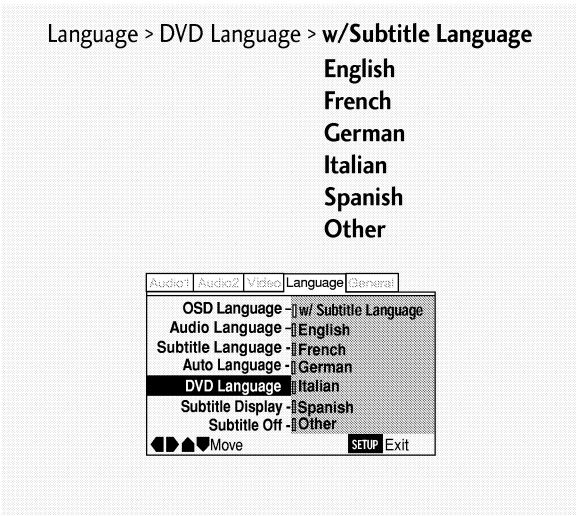 Language > DVD Language > w/Subtitle Language
English
French
German
Italian
Spanish
Other
Audio1 Audio2 Video Language General
OSD Language - w/ Subtitle Language
Audio Language - English
Subtitle Language - French
Auto Language - German
DVD Language Italian
Subtitle Display - Spanish
Subtitle Off - Other
Move SETUP Exit